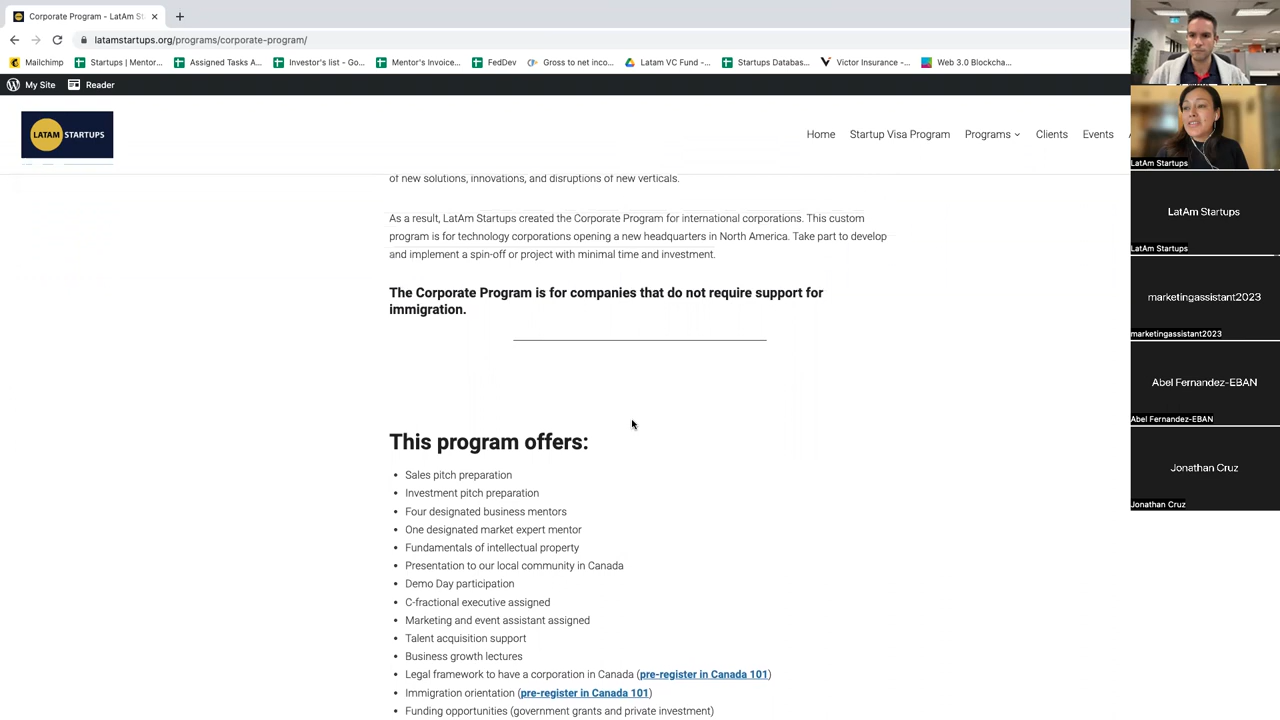 Corporate Program - LatAm St
latamstartups.org/programs/corporate-program/
Mailchimp
Startups | Mentor...
Assigned Tasks A...
Investor's list - Go...
Mentor's Invoice...
FedDev
Gross to net inco...
Latam VC Fund -...
Startups Databas...
Victor Insurance -...
Web 3.0 Blockcha...
My Site
Reader
LATAM STARTUPS
Home
Startup Visa Program
Programs
Clients
Events
of new solutions, innovations, and disruptions of new verticals.
As a result, LatAm Startups created the Corporate Program for international corporations. This custom
program is for technology corporations opening a new headquarters in North America. Take part to develop
and implement a spin-off or project with minimal time and investment.
The Corporate Program is for companies that do not require support for
immigration.
This program offers:
• Sales pitch preparation
• Investment pitch preparation
• Four designated business mentors
• One designated market expert mentor
• Fundamentals of intellectual property
• Presentation to our local community in Canada
• Demo Day participation
• C-fractional executive assigned
• Marketing and event assistant assigned
• Talent acquisition support
• Business growth lectures
• Legal framework to have a corporation in Canada (pre-register in Canada 101)
• Immigration orientation (pre-register in Canada 101)
• Funding opportunities (government grants and private investment)
LatAm Startups
LatAm Startups
LatAm Startups
marketingassistant2023
marketingassistant2023
Abel Fernandez-EBAN
Abel Fernandez-EBAN
Jonathan Cruz
Jonathan Cruz